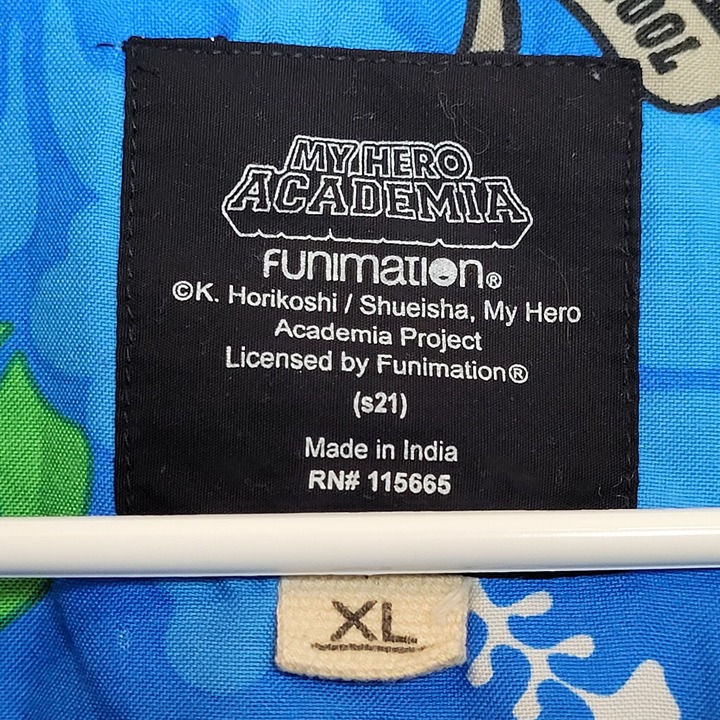 OOL
MY HERO
ACADEMIA
FUNIMATION®
©K. Horikoshi / Shueisha, My Hero
Academia Project
Licensed by Funimation®
(s21)
Made in India
RN# 115665
XL